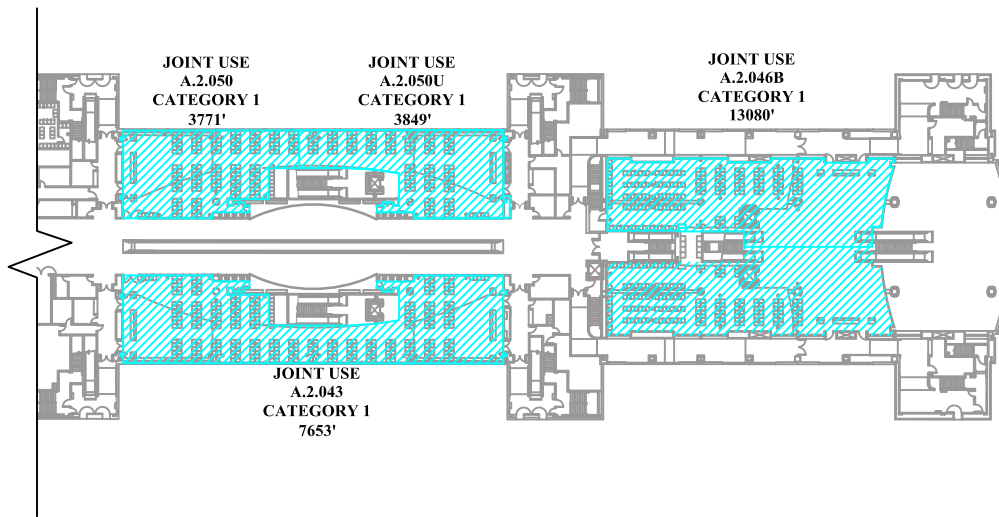 JOINT USE
A.2.050
CATEGORY 1
3771'
JOINT USE
A.2.050U
CATEGORY 1
3849'
JOINT USE
A.2.046B
CATEGORY 1
13080'
JOINT USE
A.2.043
CATEGORY 1
7653'